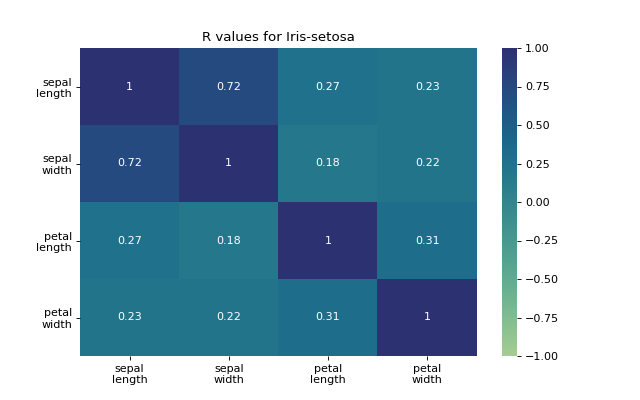 R values for Iris-setosa
sepal
length
1
0.72
0.27
0.23
sepal
width
0.72
1
0.18
0.22
petal
length
0.27
0.18
1
0.31
petal
width
0.23
0.22
0.31
1
sepal
length
sepal
width
petal
length
petal
width
1.00
0.75
0.50
0.25
0.00
−0.25
−0.50
−0.75
−1.00